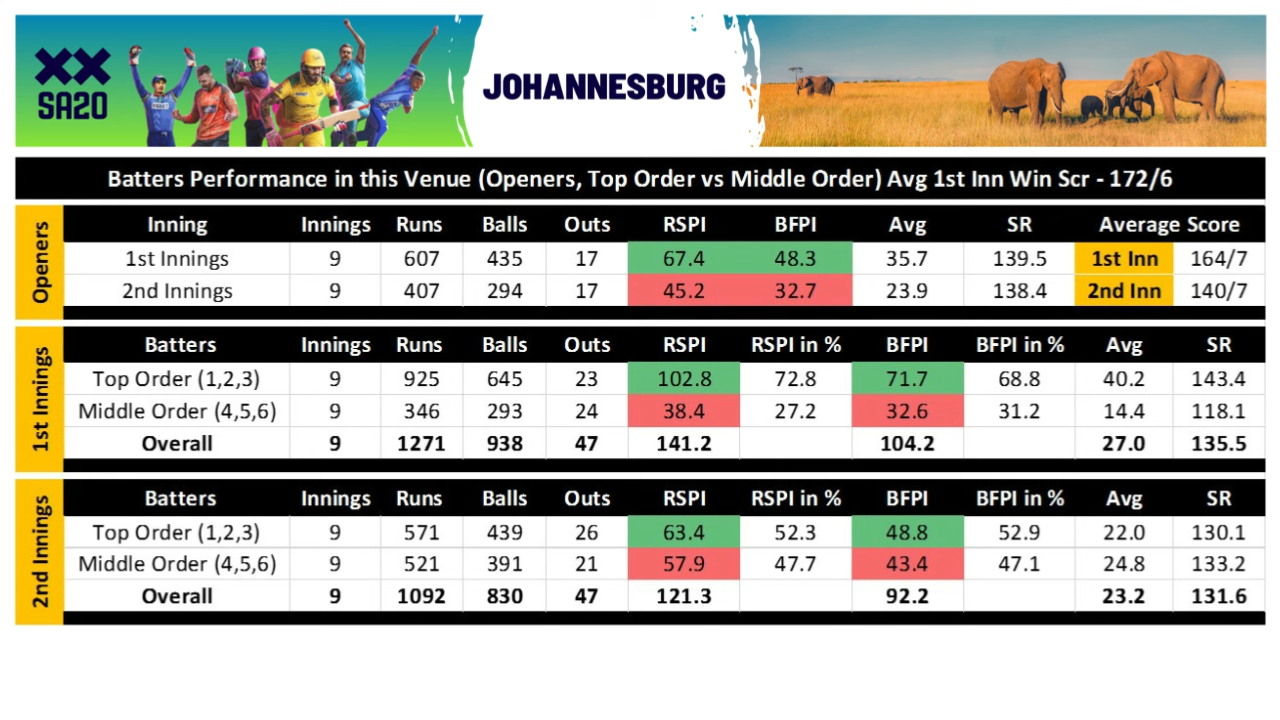 SA20
JOHANNESBURG
Batters Performance in this Venue (Openers, Top Order vs Middle Order) Avg 1st Inn Win Scr - 172/6
Openers
Inning Innings Runs Balls Outs RSPI BFPI Avg SR Average Score
1st Innings 9 607 435 17 67.4 48.3 35.7 139.5 1st Inn 164/7
2nd Innings 9 407 294 17 45.2 32.7 23.9 138.4 2nd Inn 140/7
1st Innings
Batters Innings Runs Balls Outs RSPI RSPI in % BFPI BFPI in % Avg SR
Top Order (1,2,3) 9 925 645 23 102.8 72.8 71.7 68.8 40.2 143.4
Middle Order (4,5,6) 9 346 293 24 38.4 27.2 32.6 31.2 14.4 118.1
Overall 9 1271 938 47 141.2 104.2 27.0 135.5
2nd Innings
Batters Innings Runs Balls Outs RSPI RSPI in % BFPI BFPI in % Avg SR
Top Order (1,2,3) 9 571 439 26 63.4 52.3 48.8 52.9 22.0 130.1
Middle Order (4,5,6) 9 521 391 21 57.9 47.7 43.4 47.1 24.8 133.2
Overall 9 1092 830 47 121.3 92.2 23.2 131.6